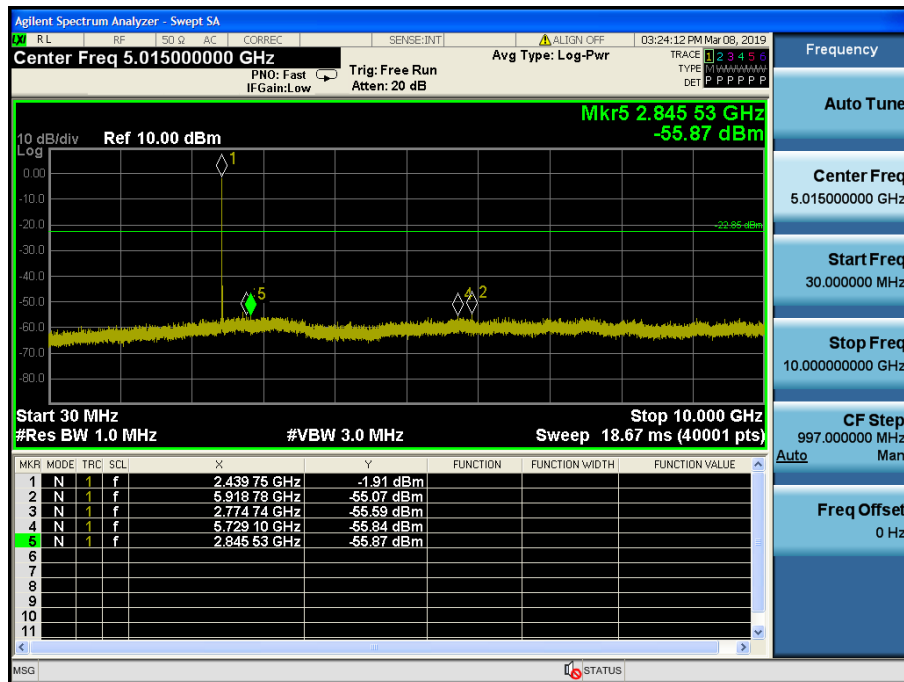 Agilent Spectrum Analyzer - Swept SA
LXI RL RF 50 Ω AC CORREC SENSE:INT ALIGN OFF 03:24:12 PM Mar 08, 2019
Center Freq 5.015000000 GHz
PNO: Fast
IFGain:Low
Trig: Free Run
Atten: 20 dB
Avg Type: Log-Pwr
TRACE 1 2 3 4 5 6
TYPE M W W W W W
DET P P P P P P
Mkr5 2.845 53 GHz
-55.87 dBm
10 dB/div Ref 10.00 dBm
Log
0.00
-10.0
-20.0
-30.0
-40.0
-50.0
-60.0
-70.0
-80.0
1
-22.85 dBm
5
4 2
Start 30 MHz Stop 10.000 GHz
#Res BW 1.0 MHz #VBW 3.0 MHz Sweep 18.67 ms (40001 pts)
MKR MODE TRC SCL X Y FUNCTION FUNCTION WIDTH FUNCTION VALUE
1 N 1 f 2.439 75 GHz -1.91 dBm
2 N 1 f 5.918 78 GHz -55.07 dBm
3 N 1 f 2.774 74 GHz -55.59 dBm
4 N 1 f 5.729 10 GHz -55.84 dBm
5 N 1 f 2.845 53 GHz -55.87 dBm
6
7
8
9
10
11
MSG STATUS
Frequency
Auto Tune
Center Freq
5.015000000 GHz
Start Freq
30.000000 MHz
Stop Freq
10.000000000 GHz
CF Step
997.000000 MHz
Auto Man
Freq Offset
0 Hz